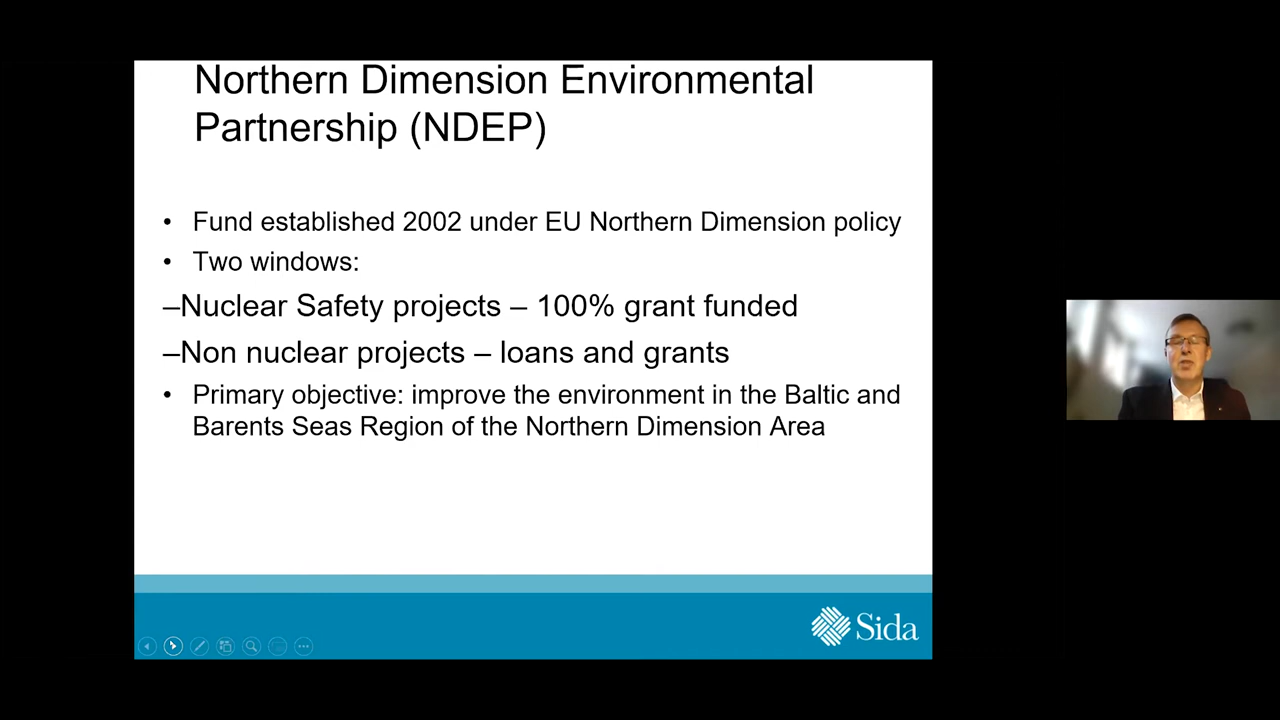 Northern Dimension Environmental
Partnership (NDEP)
• Fund established 2002 under EU Northern Dimension policy
• Two windows:
–Nuclear Safety projects – 100% grant funded
–Non nuclear projects – loans and grants
• Primary objective: improve the environment in the Baltic and
Barents Seas Region of the Northern Dimension Area
Sida